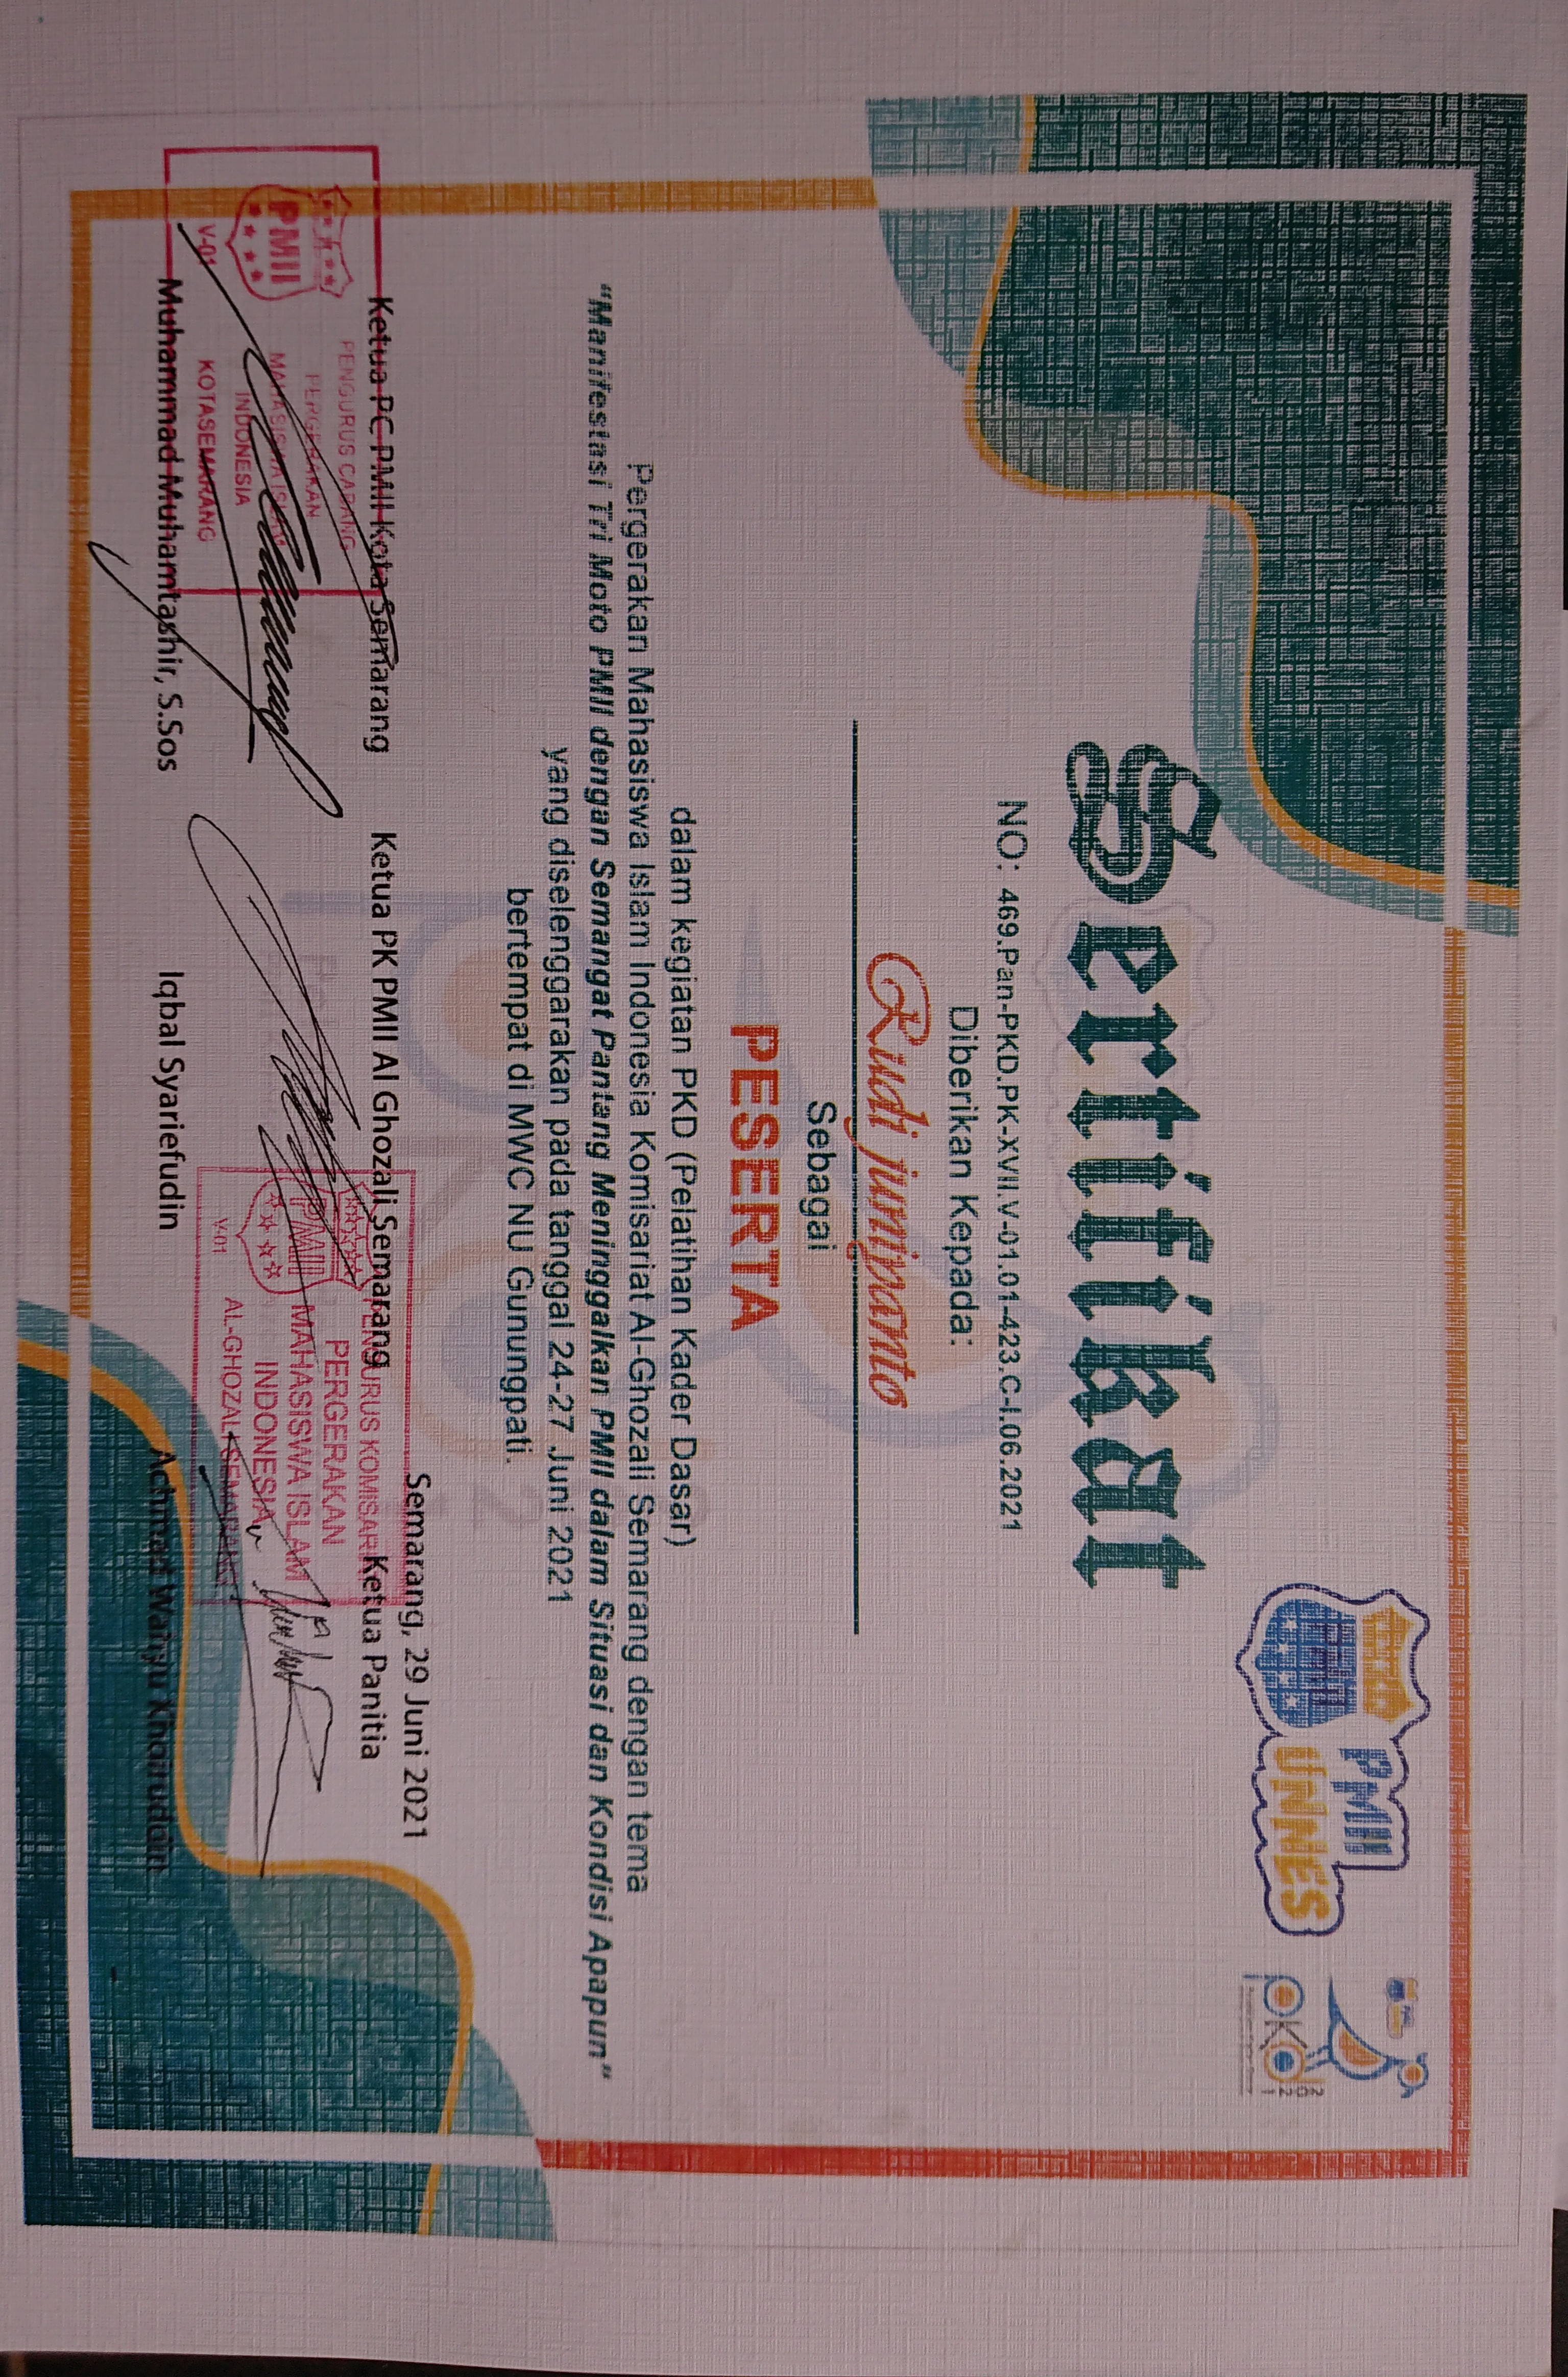 PMII
UNNES
PKD
2021
Sertifikat
NO: 469.Pan-PKD.PK-XVII.V-01.01-423.C-I.06.2021
Diberikan Kepada:
Rudi junipanto
Sebagai
PESERTA
dalam kegiatan PKD (Pelatihan Kader Dasar)
Pergerakan Mahasiswa Islam Indonesia Komisariat Al-Ghozali Semarang dengan tema
"Manifestasi Tri Moto PMII dengan Semangat Pantang Meninggalkan PMII dalam Situasi dan Kondisi Apapun"
yang diselenggarakan pada tanggal 24-27 Juni 2021
bertempat di MWC NU Gunungpati.
Semarang, 29 Juni 2021
Ketua PC PMII Kota Semarang
Ketua PK PMII Al Ghozali Semarang
Ketua Panitia
PMII
V-01
PENGURUS CABANG
PERGERAKAN
MAHASISWA ISLAM
INDONESIA
KOTA SEMARANG
PMII
V-01
PENGURUS KOMISARIAT
PERGERAKAN
MAHASISWA ISLAM
INDONESIA
AL-GHOZALI SEMARANG
Muhammad Muhamtashir, S.Sos
Iqbal Syariefudin
Achmad Wahyu Khoirudin